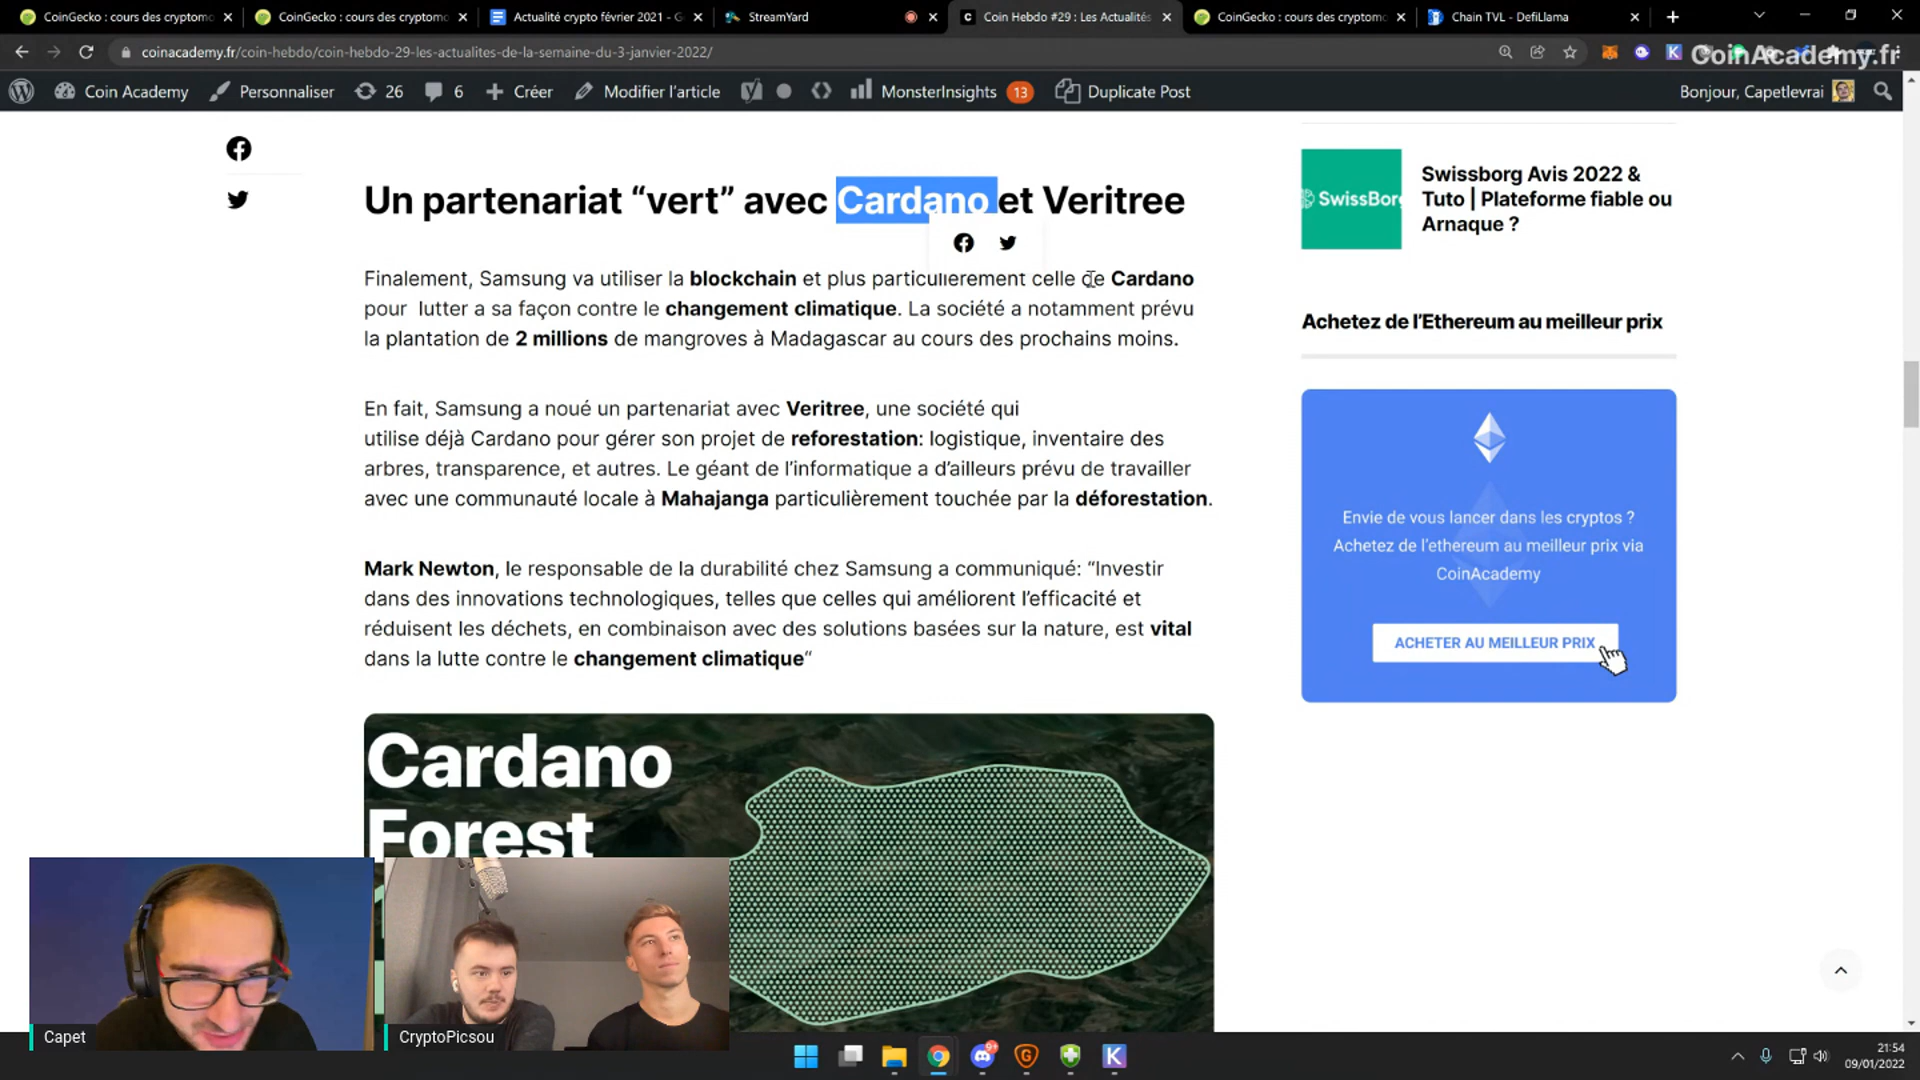 CoinGecko : cours des cryptomo
CoinGecko : cours des cryptomo
Actualité crypto février 2021 - G
StreamYard
Coin Hebdo #29 : Les Actualités
CoinGecko : cours des cryptomo
Chain TVL - DefiLlama
coinacademy.fr/coin-hebdo/coin-hebdo-29-les-actualites-de-la-semaine-du-3-janvier-2022/
CoinAcademy.fr
Coin Academy
Personnaliser
26
6
Créer
Modifier l'article
MonsterInsights 13
Duplicate Post
Bonjour, Capetlevrai
Un partenariat “vert” avec Cardano et Veritree
Finalement, Samsung va utiliser la blockchain et plus particulièrement celle de Cardano
pour lutter a sa façon contre le changement climatique. La société a notamment prévu
la plantation de 2 millions de mangroves à Madagascar au cours des prochains moins.
En fait, Samsung a noué un partenariat avec Veritree, une société qui
utilise déjà Cardano pour gérer son projet de reforestation: logistique, inventaire des
arbres, transparence, et autres. Le géant de l’informatique a d’ailleurs prévu de travailler
avec une communauté locale à Mahajanga particulièrement touchée par la déforestation.
Mark Newton, le responsable de la durabilité chez Samsung a communiqué: “Investir
dans des innovations technologiques, telles que celles qui améliorent l’efficacité et
réduisent les déchets, en combinaison avec des solutions basées sur la nature, est vital
dans la lutte contre le changement climatique“
Cardano
Forest
SwissBorg
Swissborg Avis 2022 &
Tuto | Plateforme fiable ou
Arnaque ?
Achetez de l’Ethereum au meilleur prix
Envie de vous lancer dans les cryptos ?
Achetez de l’ethereum au meilleur prix via
CoinAcademy
ACHETER AU MEILLEUR PRIX
Capet
CryptoPicsou
21:54
09/01/2022